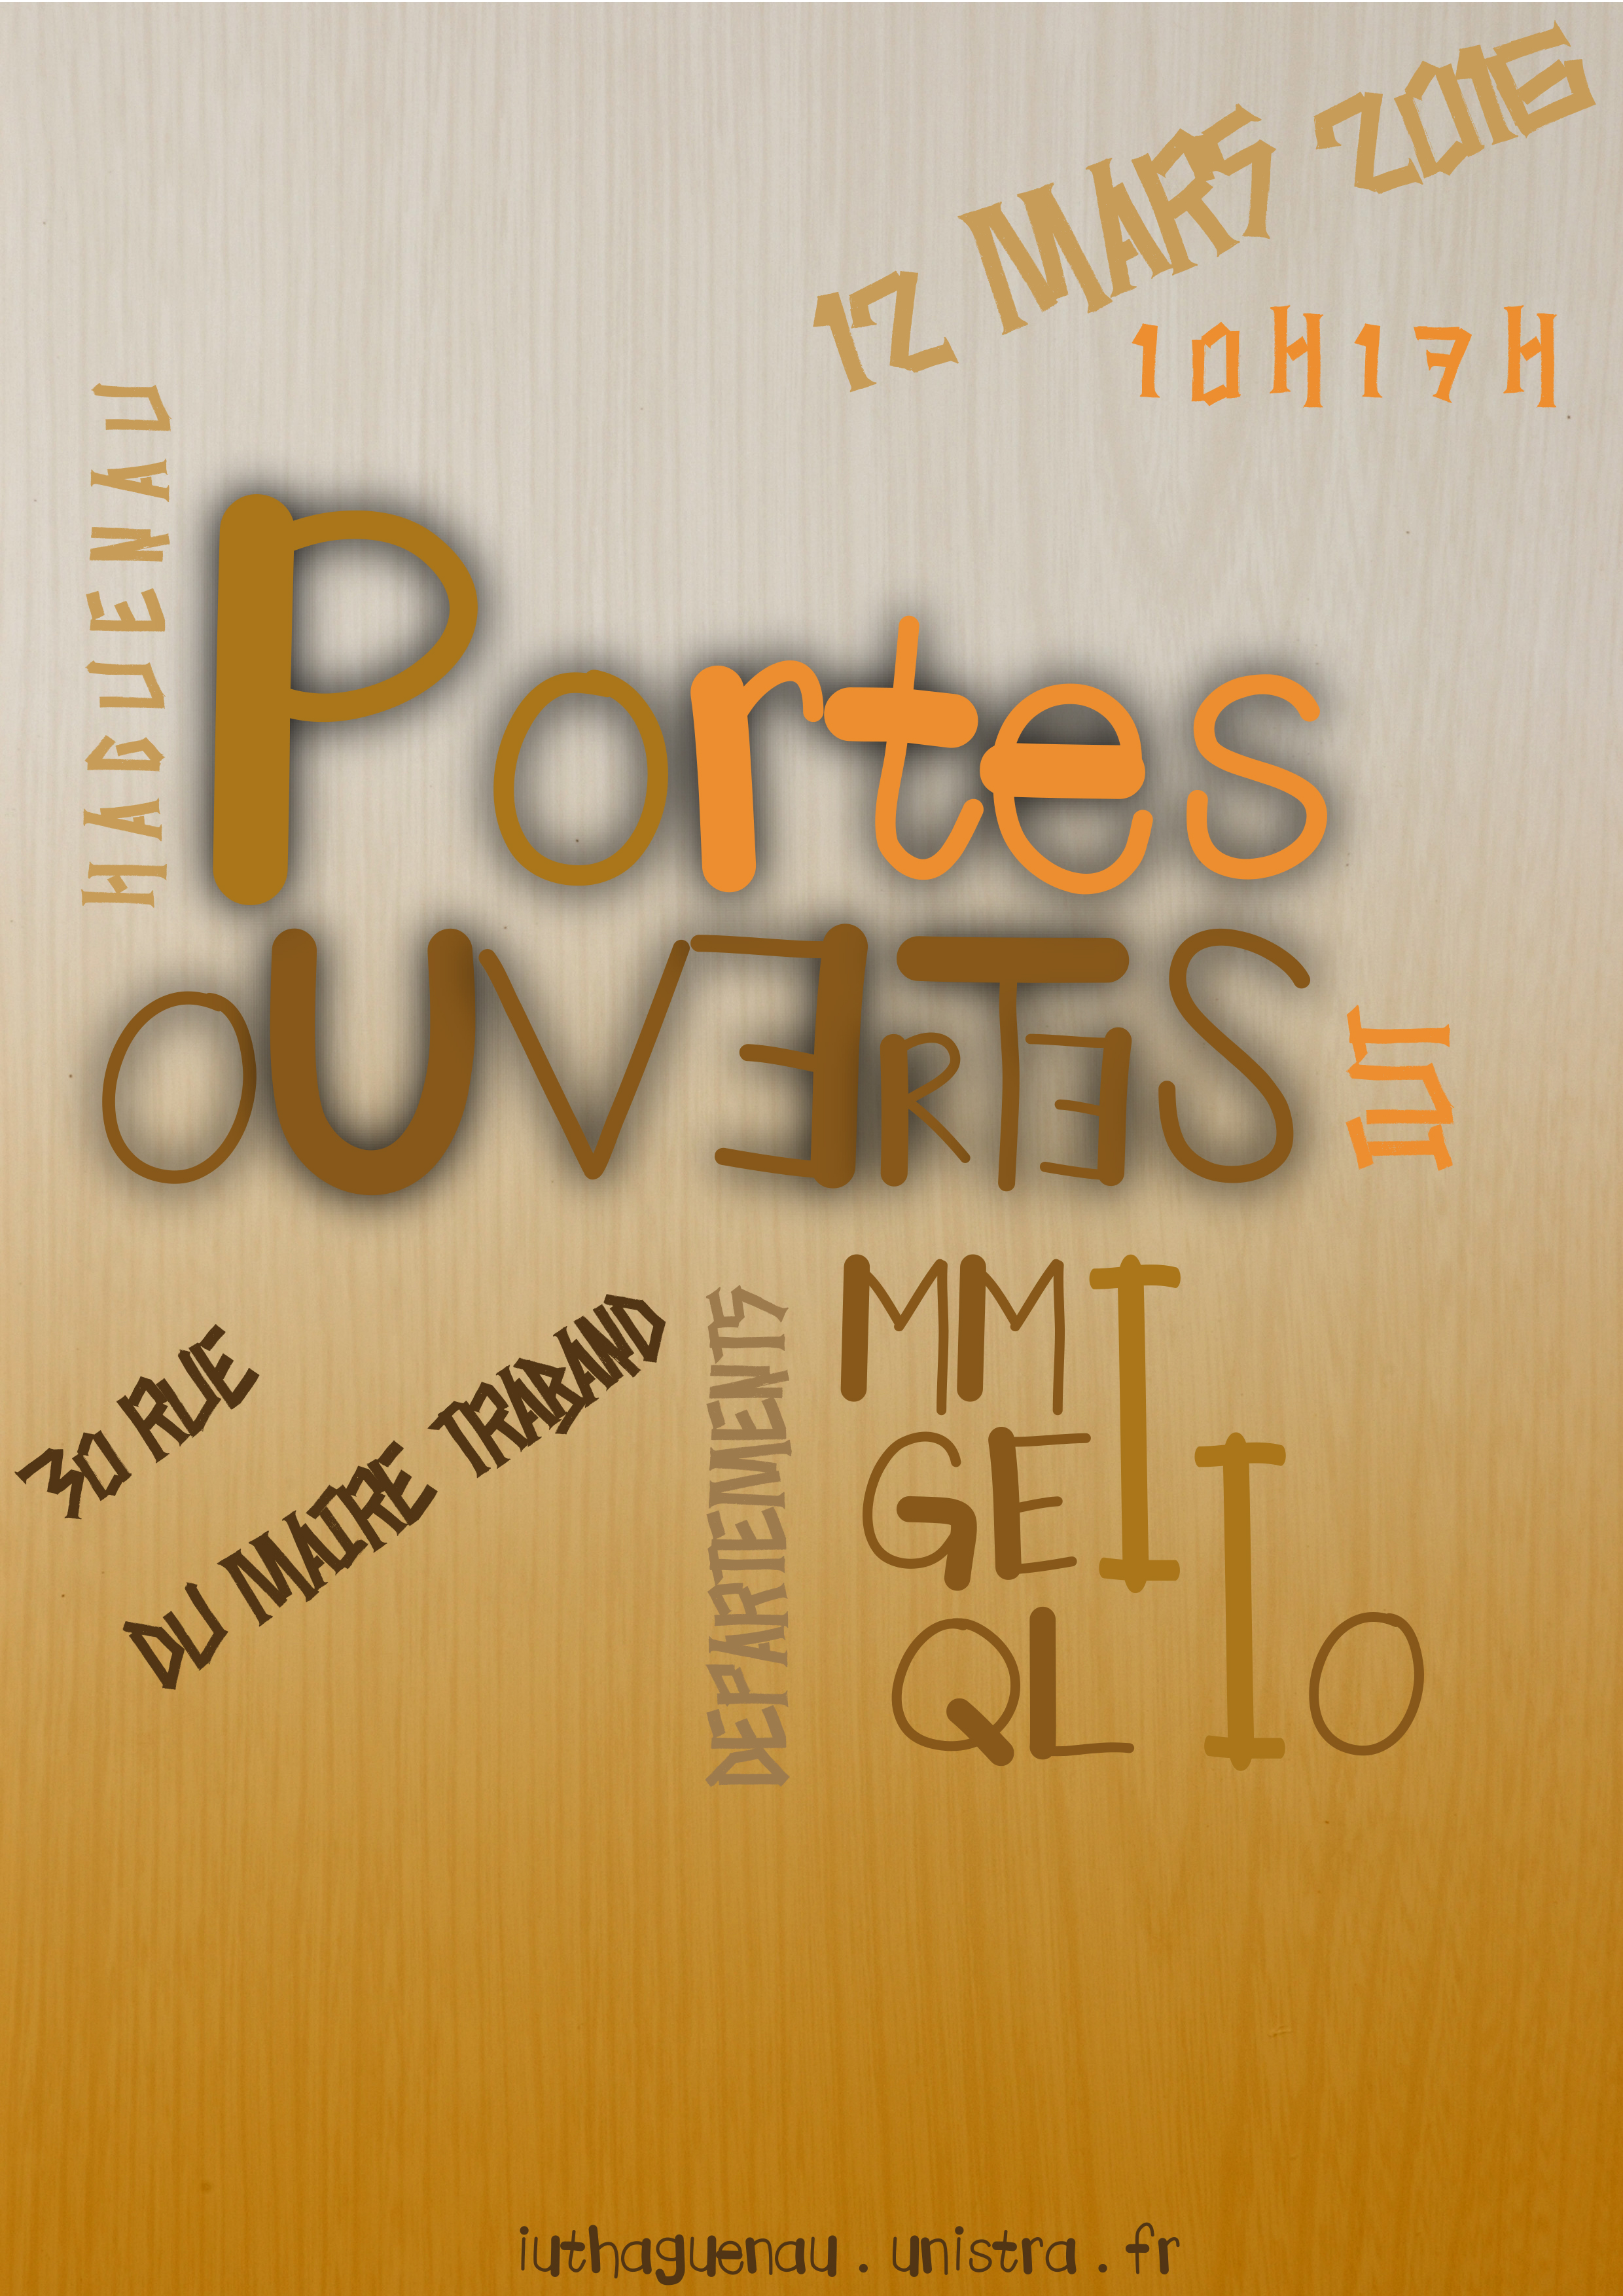 12 MARS 2016
10H17H
HAGUENAU
Portes
OUVERTES
IUT
30 RUE
DU MAIRE TRABAND
DEPARTEMENTS
MMI
GEII
QLIO
iuthaguenau.unistra.fr